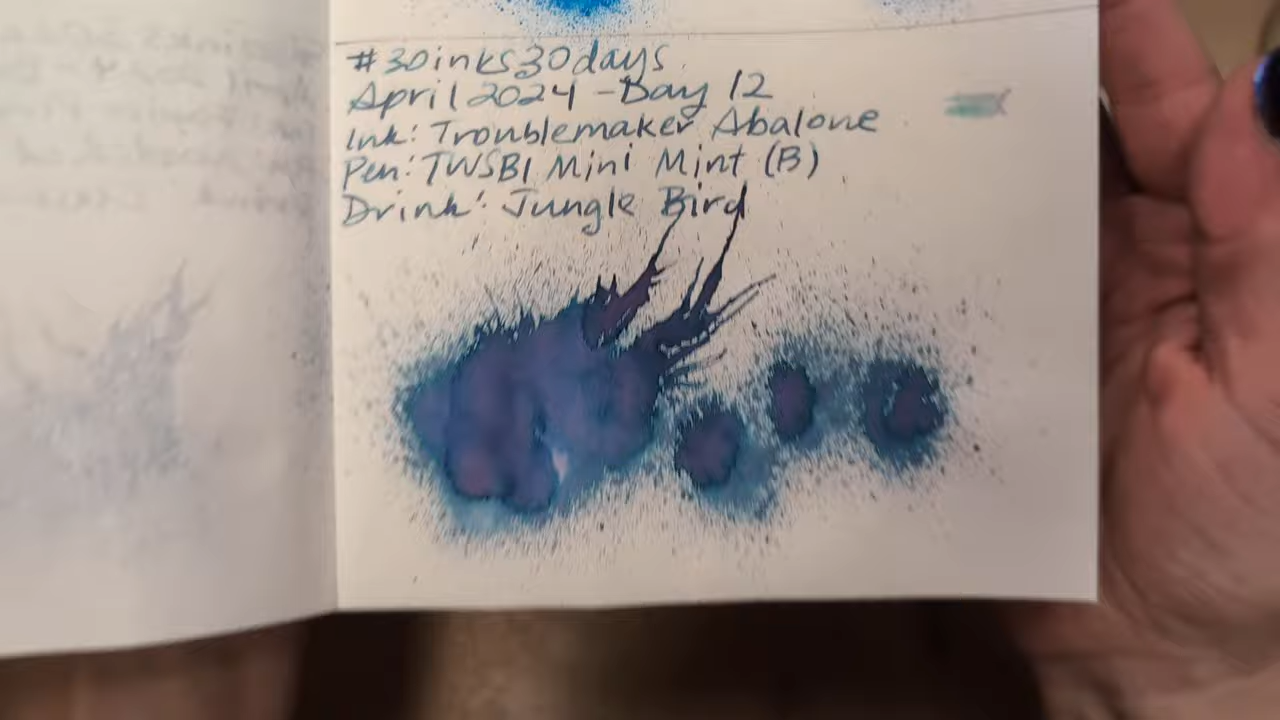 #30inks30days
April 2024 - Day 12
Ink: Troublemaker Abalone
Pen: TWSBI Mini Mint (B)
Drink: Jungle Bird